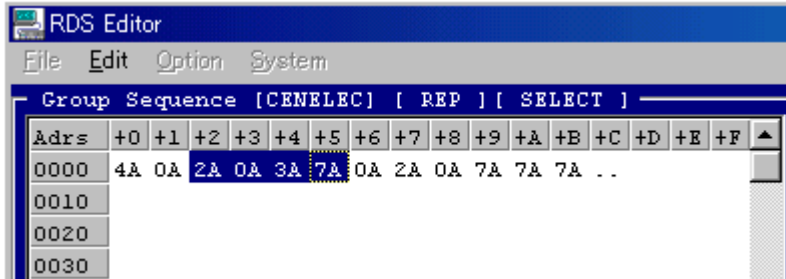 RDS Editor
File Edit Option System
Group Sequence [CENELEC] [ REP ][ SELECT ]
Adrs +0 +1 +2 +3 +4 +5 +6 +7 +8 +9 +A +B +C +D +E +F
0000 4A 0A 2A 0A 3A 7A 0A 2A 0A 7A 7A 7A ..
0010
0020
0030